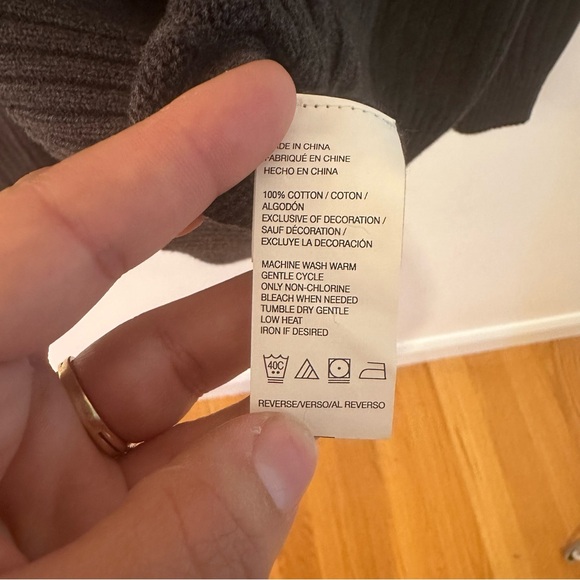 DE IN CHINA
FABRIQUÉ EN CHINE
HECHO EN CHINA
100% COTTON / COTON /
ALGODÓN
EXCLUSIVE OF DECORATION /
SAUF DÉCORATION /
EXCLUYE LA DECORACIÓN
MACHINE WASH WARM
GENTLE CYCLE
ONLY NON-CHLORINE
BLEACH WHEN NEEDED
TUMBLE DRY GENTLE
LOW HEAT
IRON IF DESIRED
40C
REVERSE/VERSO/AL REVERSO